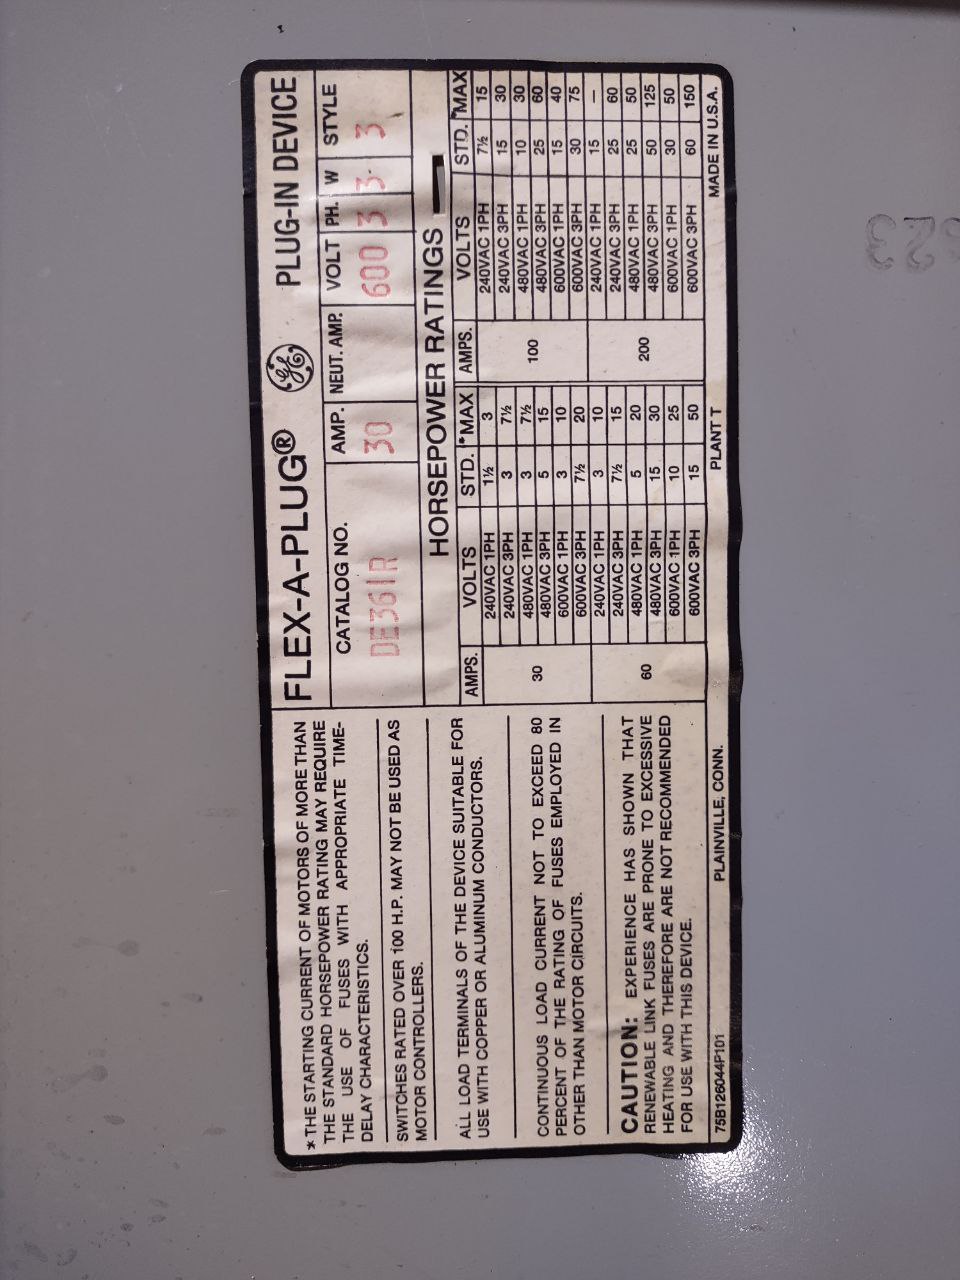 * THE STARTING CURRENT OF MOTORS OF MORE THAN
THE STANDARD HORSEPOWER RATING MAY REQUIRE
THE USE OF FUSES WITH APPROPRIATE TIME-
DELAY CHARACTERISTICS.
SWITCHES RATED OVER 100 H.P. MAY NOT BE USED AS
MOTOR CONTROLLERS.
ALL LOAD TERMINALS OF THE DEVICE SUITABLE FOR
USE WITH COPPER OR ALUMINUM CONDUCTORS.
CONTINUOUS LOAD CURRENT NOT TO EXCEED 80
PERCENT OF THE RATING OF FUSES EMPLOYED IN
OTHER THAN MOTOR CIRCUITS.
CAUTION: EXPERIENCE HAS SHOWN THAT
RENEWABLE LINK FUSES ARE PRONE TO EXCESSIVE
HEATING AND THEREFORE ARE NOT RECOMMENDED
FOR USE WITH THIS DEVICE.
FLEX-A-PLUG® GE PLUG-IN DEVICE
CATALOG NO. AMP. NEUT. AMP. VOLT PH. W STYLE
DE361R 30 600 3 3 3
HORSEPOWER RATINGS
AMPS. VOLTS STD. *MAX AMPS. VOLTS STD. *MAX
240VAC 1PH 1½ 3 240VAC 1PH 7½ 15
240VAC 3PH 3 7½ 240VAC 3PH 15 30
480VAC 1PH 3 7½ 480VAC 1PH 10 30
30 480VAC 3PH 5 15 100 480VAC 3PH 25 60
600VAC 1PH 3 10 600VAC 1PH 15 40
600VAC 3PH 7½ 20 600VAC 3PH 30 75
240VAC 1PH 3 10 240VAC 1PH 15 —
240VAC 3PH 7½ 15 240VAC 3PH 25 60
480VAC 1PH 5 20 480VAC 1PH 25 50
60 480VAC 3PH 15 30 200 480VAC 3PH 50 125
600VAC 1PH 10 25 600VAC 1PH 30 50
600VAC 3PH 15 50 600VAC 3PH 60 150
75B126044P101 PLAINVILLE, CONN. PLANT T MADE IN U.S.A.